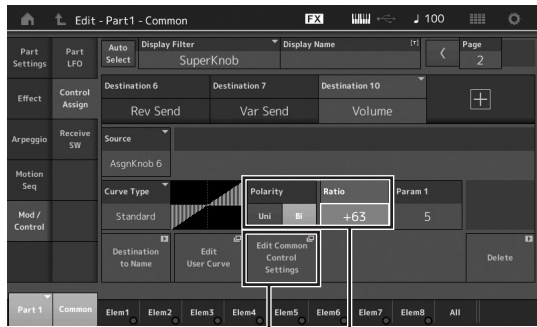 Edit - Part1 - Common
FX
100
Part Settings
Part LFO
Auto Select
Display Filter
SuperKnob
Display Name
[T]
Page
2
Effect
Control Assign
Destination 6
Rev Send
Destination 7
Var Send
Destination 10
Volume
Arpeggio
Receive SW
Source
AsgnKnob 6
Motion Seq
Curve Type
Standard
Polarity
Uni
Bi
Ratio
+63
Param 1
5
Mod / Control
Destination to Name
Edit User Curve
Edit Common Control Settings
Delete
Part 1
Common
Elem1
Elem2
Elem3
Elem4
Elem5
Elem6
Elem7
Elem8
All